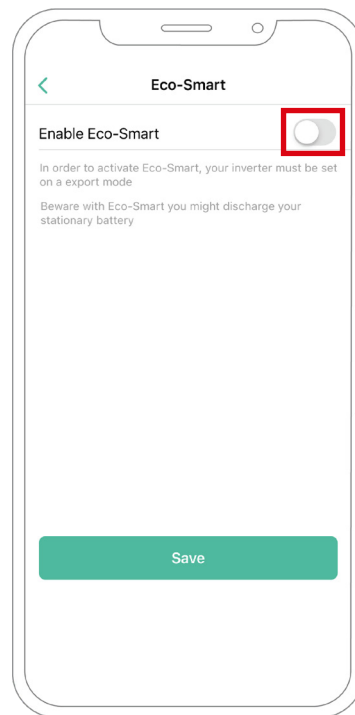 Eco-Smart
Enable Eco-Smart
In order to activate Eco-Smart, your inverter must be set
on a export mode
Beware with Eco-Smart you might discharge your
stationary battery
Save